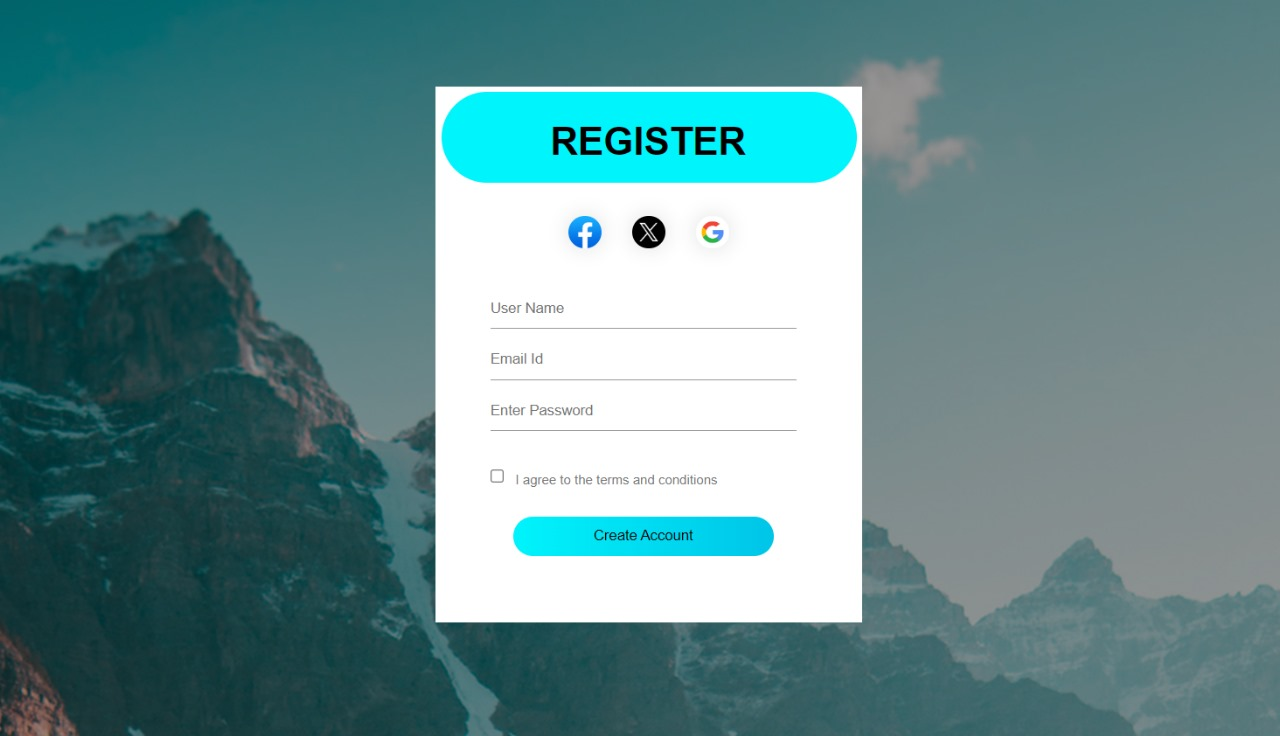 REGISTER
User Name
Email Id
Enter Password
I agree to the terms and conditions
Create Account